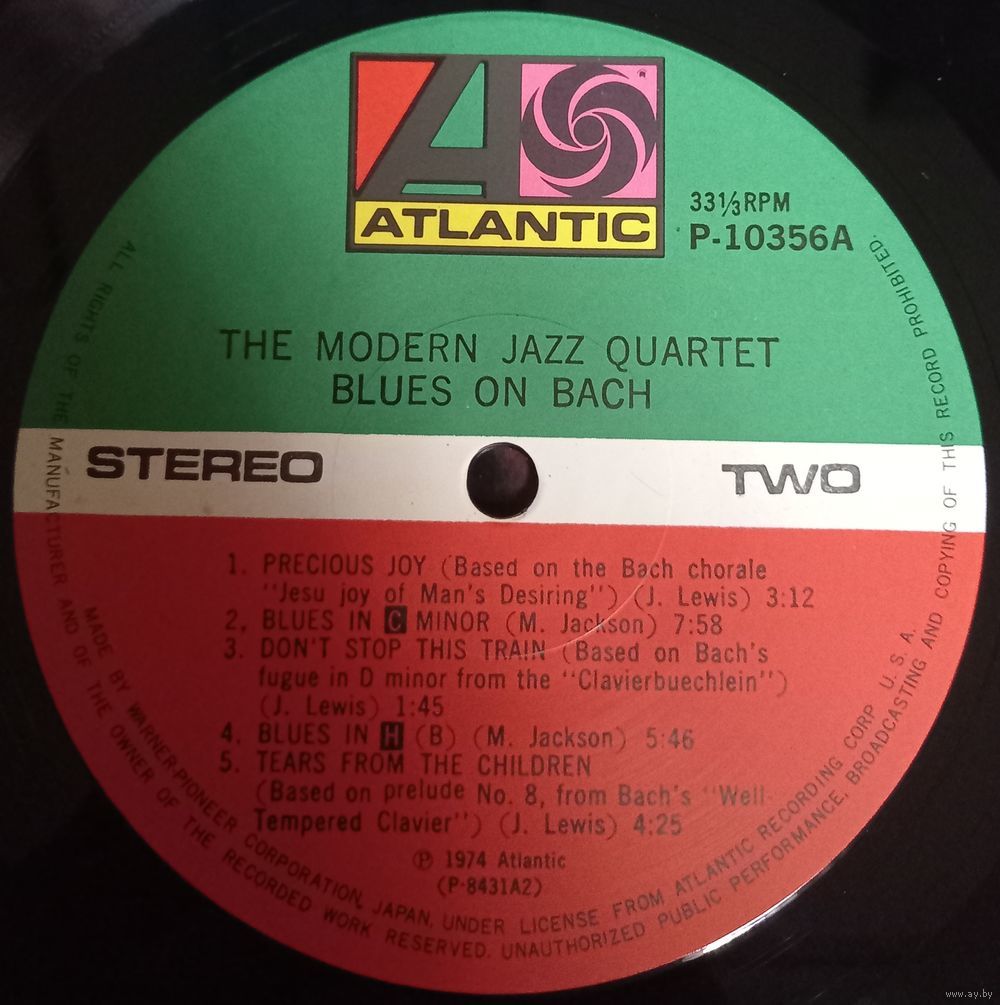 ATLANTIC
®
33⅓RPM
P-10356A
THE MODERN JAZZ QUARTET
BLUES ON BACH
STEREO
TWO
1. PRECIOUS JOY (Based on the Bach chorale
"Jesu joy of Man's Desiring") (J. Lewis) 3:12
2. BLUES IN C MINOR (M. Jackson) 7:58
3. DON'T STOP THIS TRAIN (Based on Bach's
fugue in D minor from the "Clavierbuechlein")
(J. Lewis) 1:45
4. BLUES IN H (B) (M. Jackson) 5:46
5. TEARS FROM THE CHILDREN
(Based on prelude No. 8, from Bach's "Well-
Tempered Clavier") (J. Lewis) 4:25
℗ 1974 Atlantic
(P-8431A2)
MADE BY WARNER-PIONEER CORPORATION, JAPAN, UNDER LICENSE FROM ATLANTIC RECORDING CORP. U. S. A.
ALL RIGHTS OF THE MANUFACTURER AND OF THE OWNER OF THE RECORDED WORK RESERVED. UNAUTHORIZED PUBLIC PERFORMANCE, BROADCASTING AND COPYING OF THIS RECORD PROHIBITED.
www.ay.by